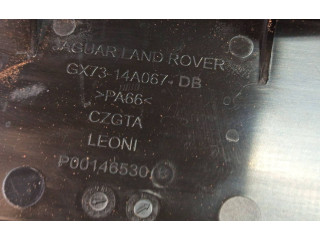 JAGUAR LAND ROVER
GX73-14A067-DB
>PA66<
CZGTA
LEONI
P00146530